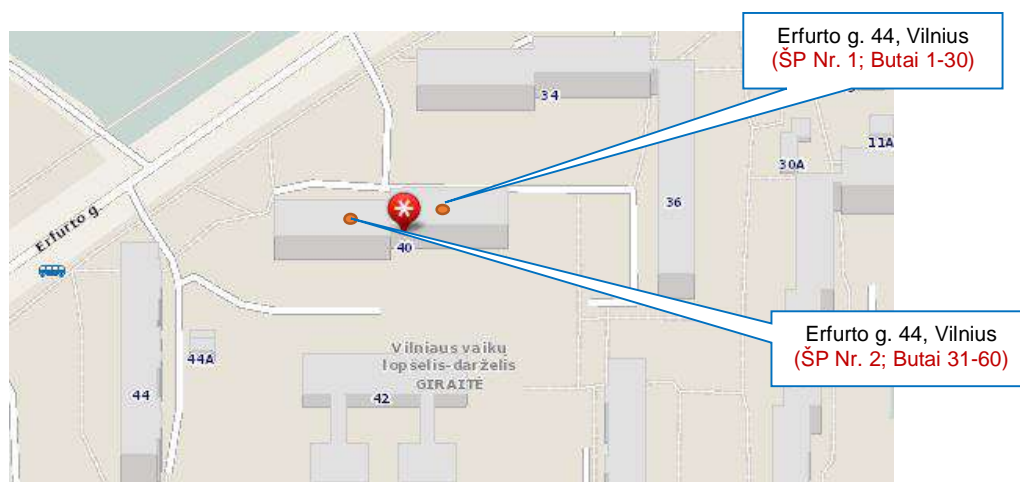 Erfurto g. 44, Vilnius
(ŠP Nr. 1; Butai 1-30)
34
11A
30A
36
Erfurto g.
40
Erfurto g. 44, Vilnius
(ŠP Nr. 2; Butai 31-60)
Vilniaus vaikų
lopšelis-darželis
GIRAITĖ
44A
44
42